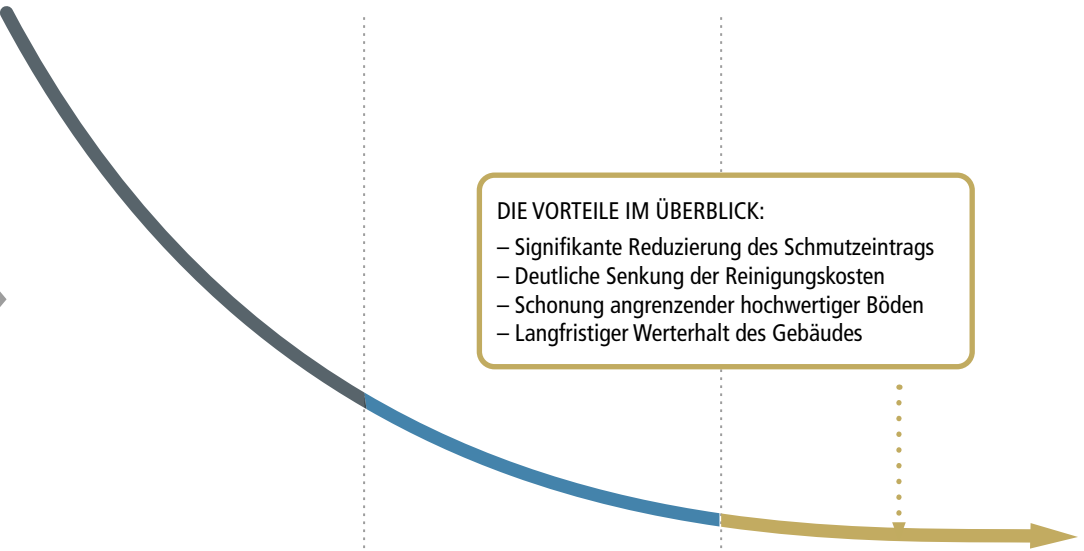 DIE VORTEILE IM ÜBERBLICK:
– Signifikante Reduzierung des Schmutzeintrags
– Deutliche Senkung der Reinigungskosten
– Schonung angrenzender hochwertiger Böden
– Langfristiger Werterhalt des Gebäudes